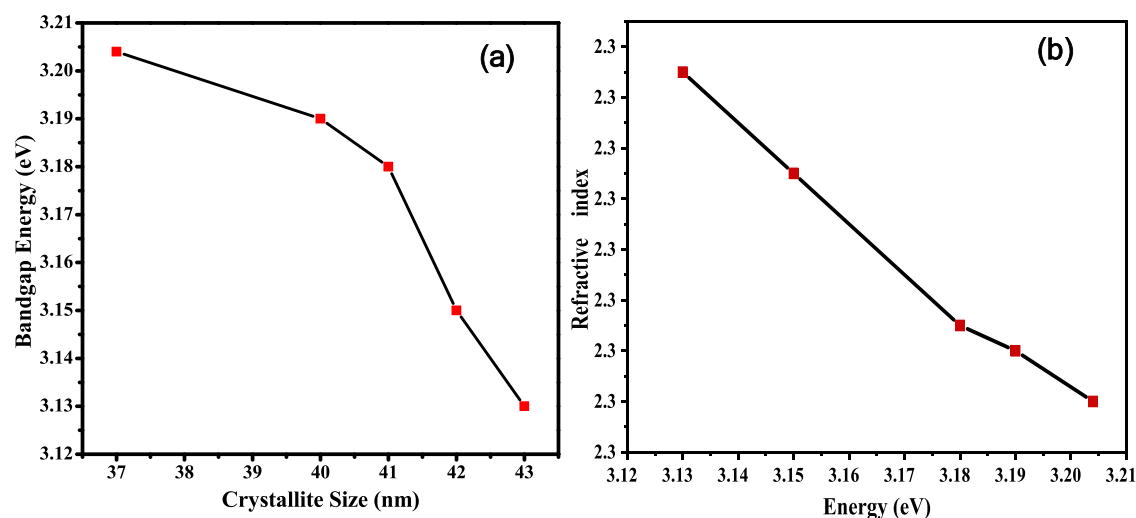 (a)
Bandgap Energy (eV)
3.21
3.20
3.19
3.18
3.17
3.16
3.15
3.14
3.13
3.12
37 38 39 40 41 42 43
Crystallite Size (nm)
(b)
Refractive index
2.3
2.3
2.3
2.3
2.3
2.3
2.3
2.3
2.3
3.12 3.13 3.14 3.15 3.16 3.17 3.18 3.19 3.20 3.21
Energy (eV)